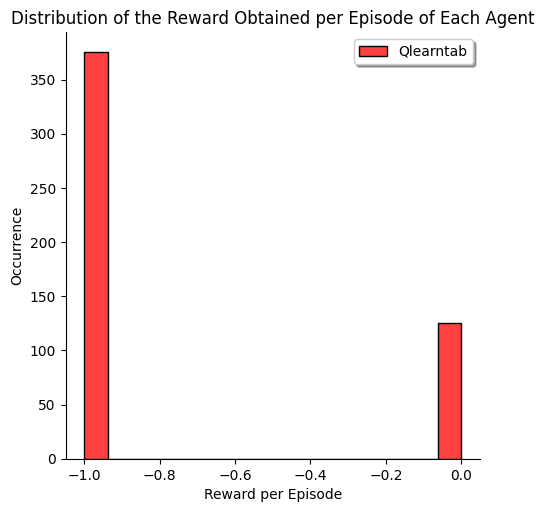 Distribution of the Reward Obtained per Episode of Each Agent
Qlearntab
350
300
250
200
150
100
50
0
Occurrence
−1.0 −0.8 −0.6 −0.4 −0.2 0.0
Reward per Episode